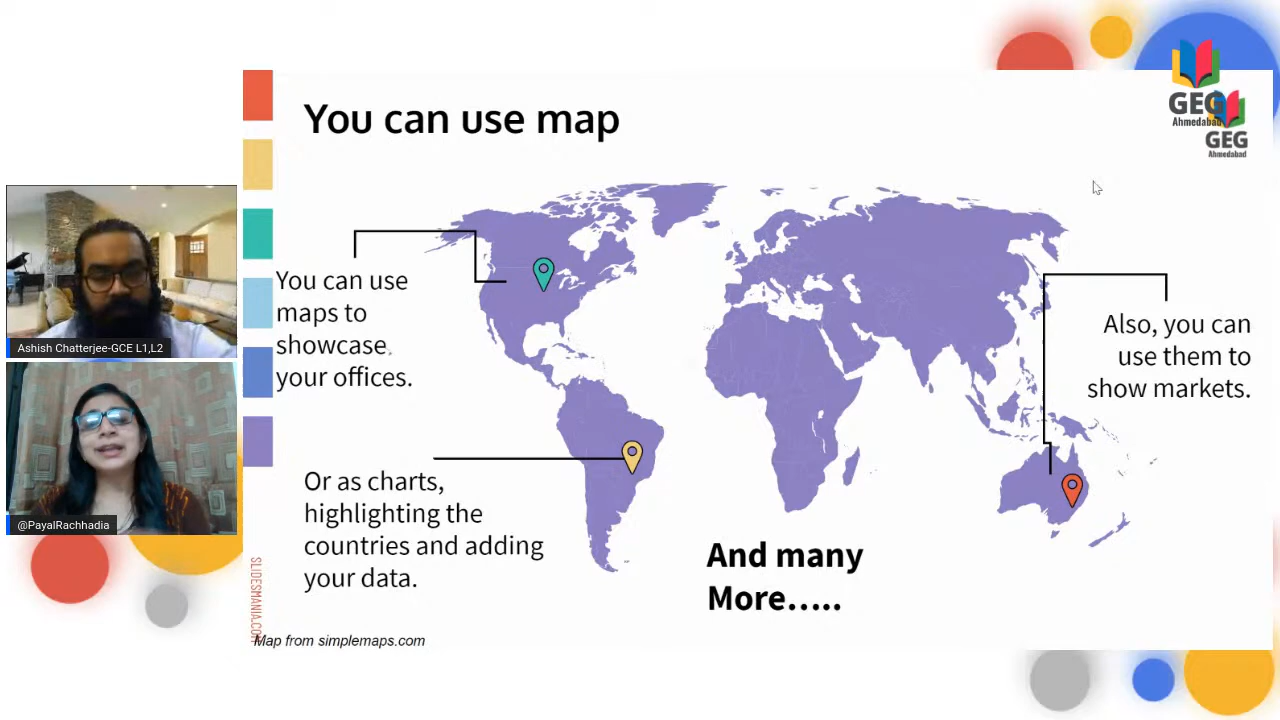 You can use map
GEG
Ahmedabad
GEG
Ahmedabad
You can use
maps to
showcase
your offices.
Also, you can
use them to
show markets.
Or as charts,
highlighting the
countries and adding
your data.
And many
More.....
SLIDESMANIA.COM
Map from simplemaps.com
Ashish Chatterjee-GCE L1,L2
@PayalRachhadia